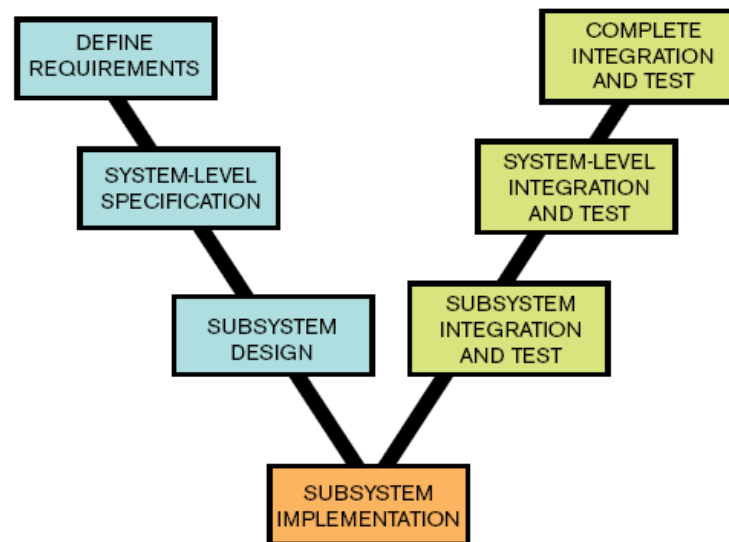 DEFINE
REQUIREMENTS
SYSTEM-LEVEL
SPECIFICATION
SUBSYSTEM
DESIGN
SUBSYSTEM
IMPLEMENTATION
SUBSYSTEM
INTEGRATION
AND TEST
SYSTEM-LEVEL
INTEGRATION
AND TEST
COMPLETE
INTEGRATION
AND TEST